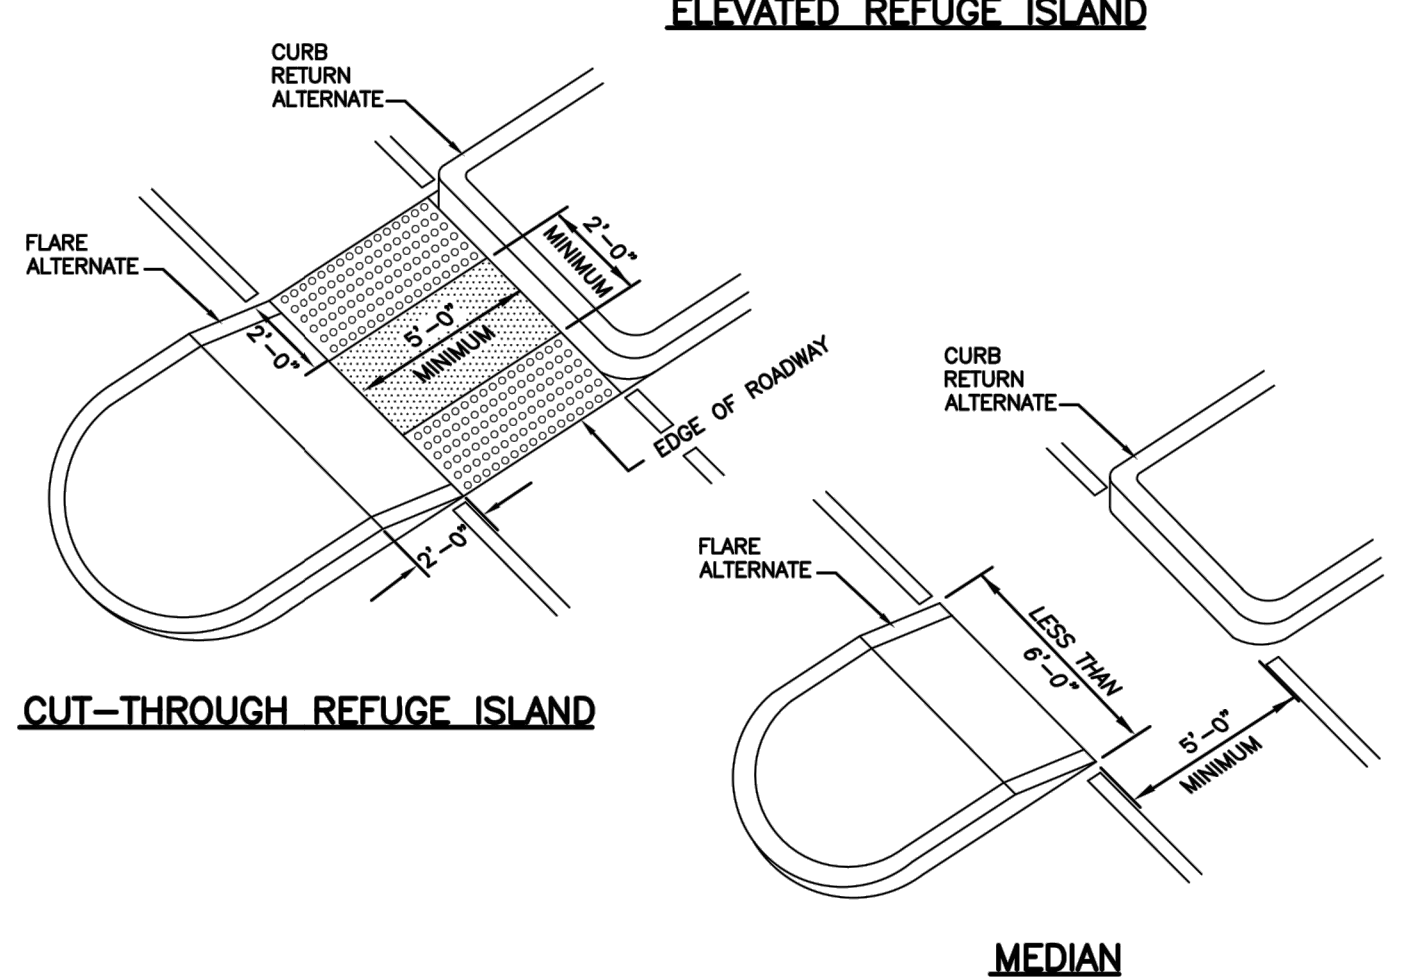 ELEVATED REFUGE ISLAND
CURB
RETURN
ALTERNATE
FLARE
ALTERNATE
2'-0"
MINIMUM
2'-0"
5'-0"
MINIMUM
EDGE OF ROADWAY
2'-0"
CUT-THROUGH REFUGE ISLAND
CURB
RETURN
ALTERNATE
FLARE
ALTERNATE
LESS THAN
6'-0"
5'-0"
MINIMUM
MEDIAN